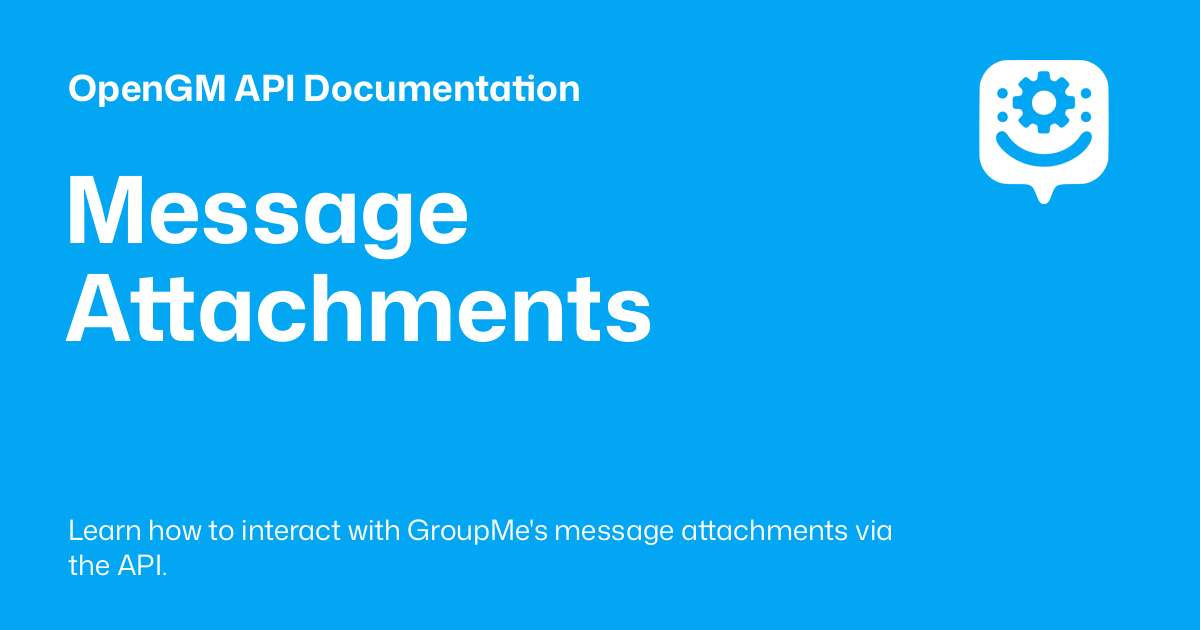 OpenGM API Documentation
Message
Attachments
Learn how to interact with GroupMe's message attachments via
the API.